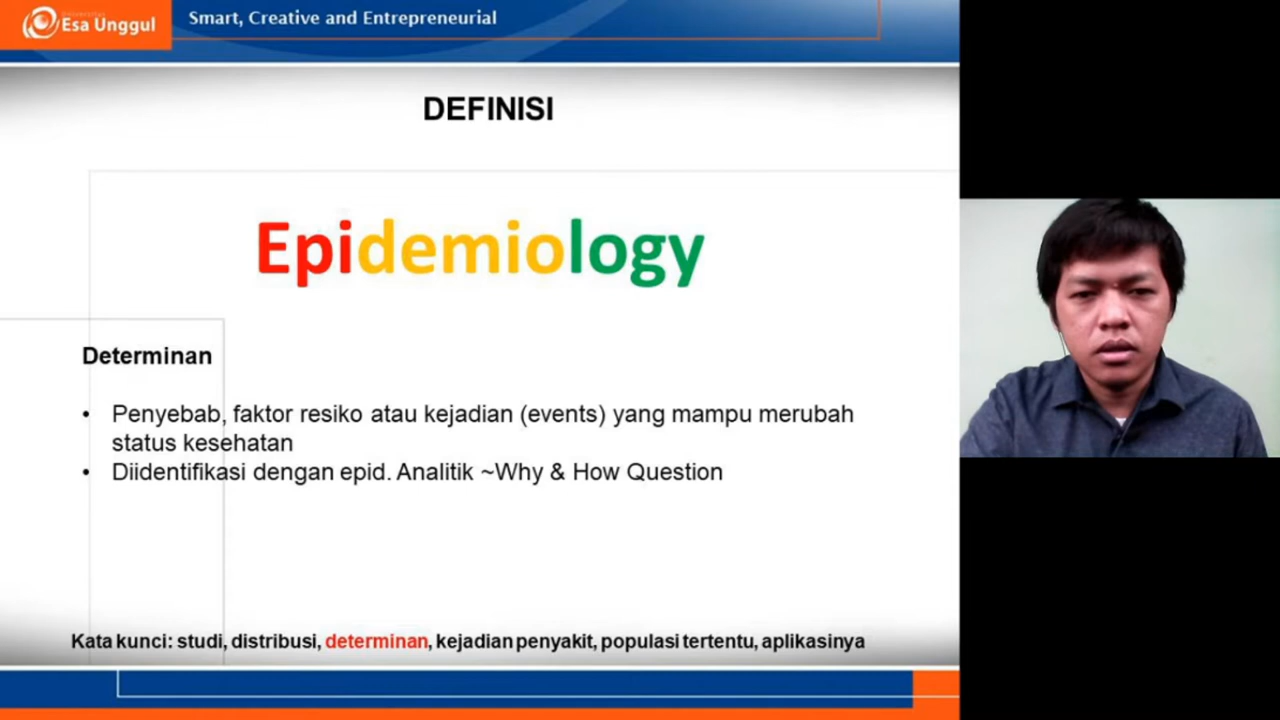 Universitas
Esa Unggul
Smart, Creative and Entrepreneurial
DEFINISI
Epidemiology
Determinan
• Penyebab, faktor resiko atau kejadian (events) yang mampu merubah
status kesehatan
• Diidentifikasi dengan epid. Analitik ~Why & How Question
Kata kunci: studi, distribusi, determinan, kejadian penyakit, populasi tertentu, aplikasinya